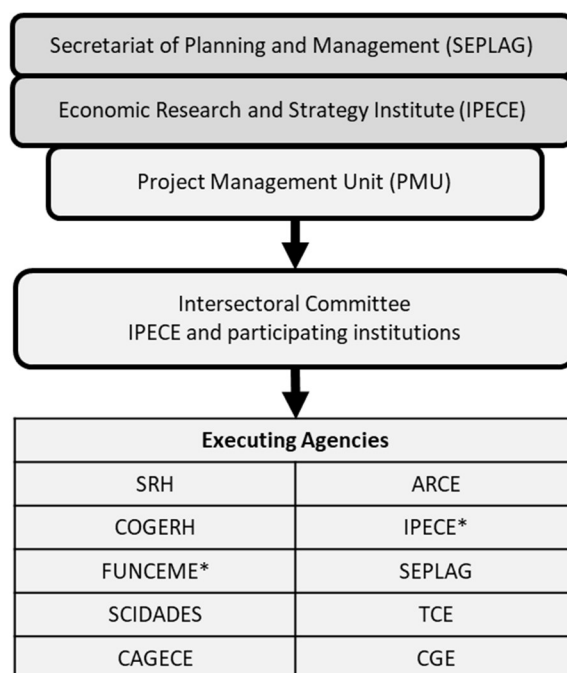 Secretariat of Planning and Management (SEPLAG)
Economic Research and Strategy Institute (IPECE)
Project Management Unit (PMU)
Intersectoral Committee
IPECE and participating institutions
Executing Agencies
SRH ARCE
COGERH IPECE*
FUNCEME* SEPLAG
SCIDADES TCE
CAGECE CGE